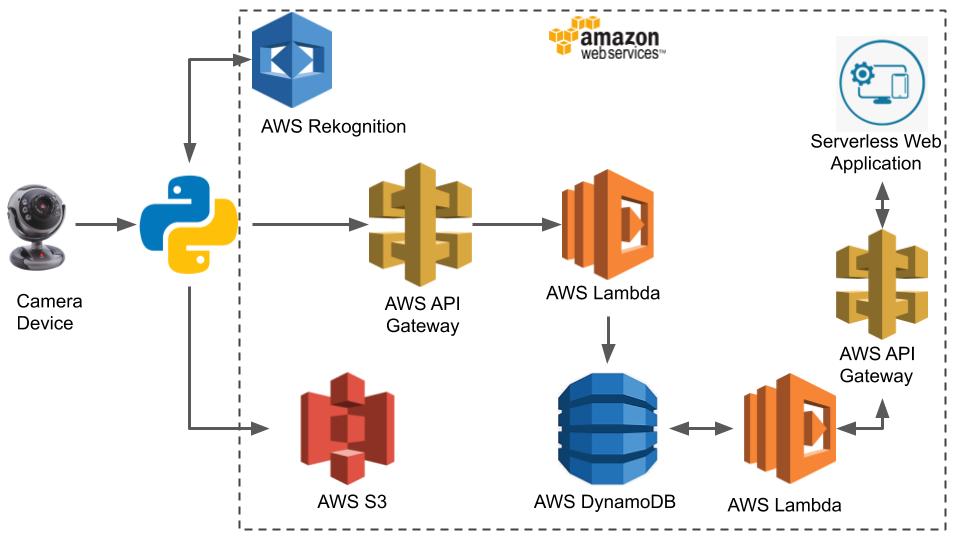 amazon
webservices™
AWS Rekognition
Serverless Web
Application
Camera
Device
AWS API
Gateway
AWS Lambda
AWS API
Gateway
AWS S3
AWS DynamoDB
AWS Lambda